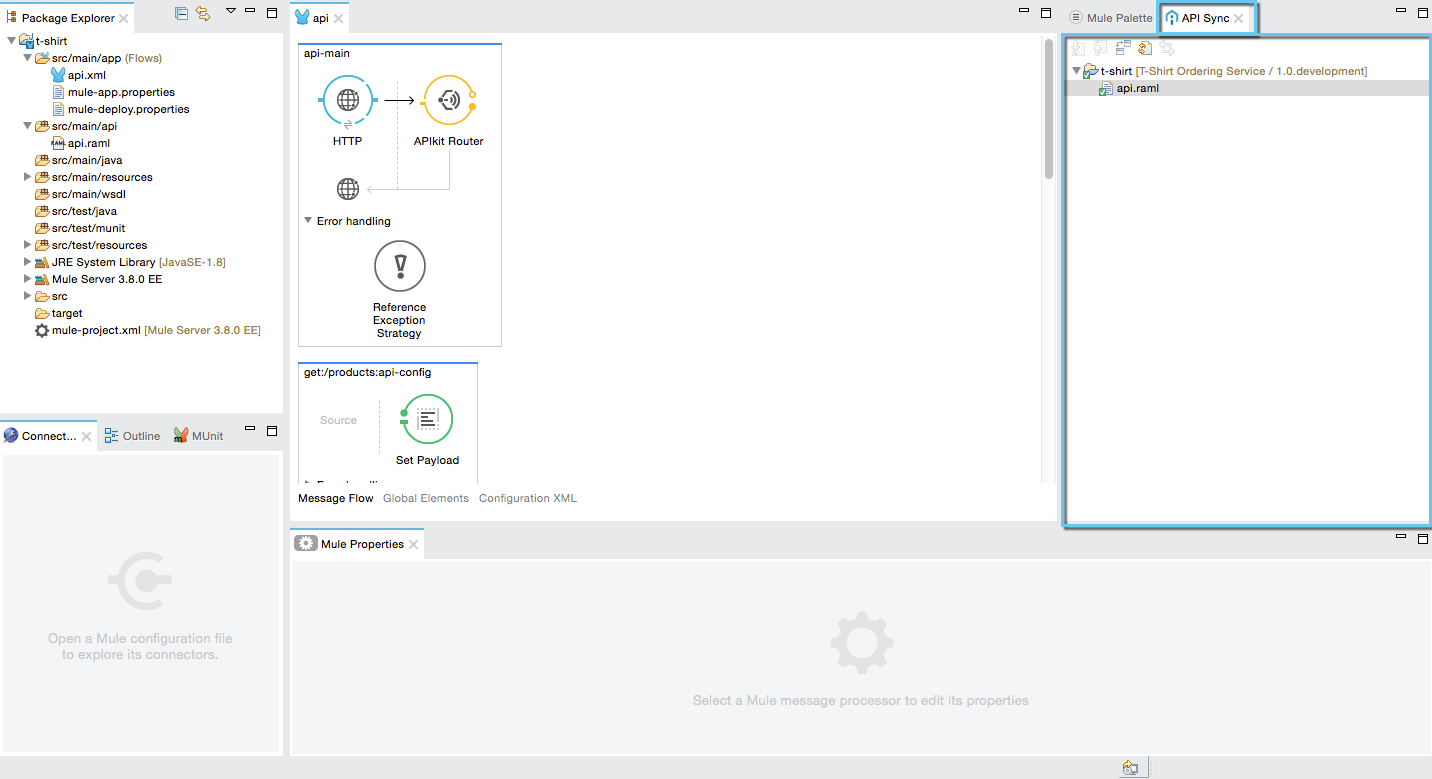 Package Explorer
t-shirt
src/main/app (Flows)
api.xml
mule-app.properties
mule-deploy.properties
src/main/api
RAML api.raml
src/main/java
src/main/resources
src/main/wsdl
src/test/java
src/test/munit
src/test/resources
JRE System Library [JavaSE-1.8]
Mule Server 3.8.0 EE
src
target
mule-project.xml [Mule Server 3.8.0 EE]
Connect...
Outline
MUnit
Open a Mule configuration file
to explore its connectors.
api
api-main
HTTP
APIkit Router
Error handling
Reference
Exception
Strategy
get:/products:api-config
Source
Set Payload
Message Flow
Global Elements
Configuration XML
Mule Properties
Select a Mule message processor to edit its properties
Mule Palette
API Sync
t-shirt [T-Shirt Ordering Service / 1.0.development]
api.raml